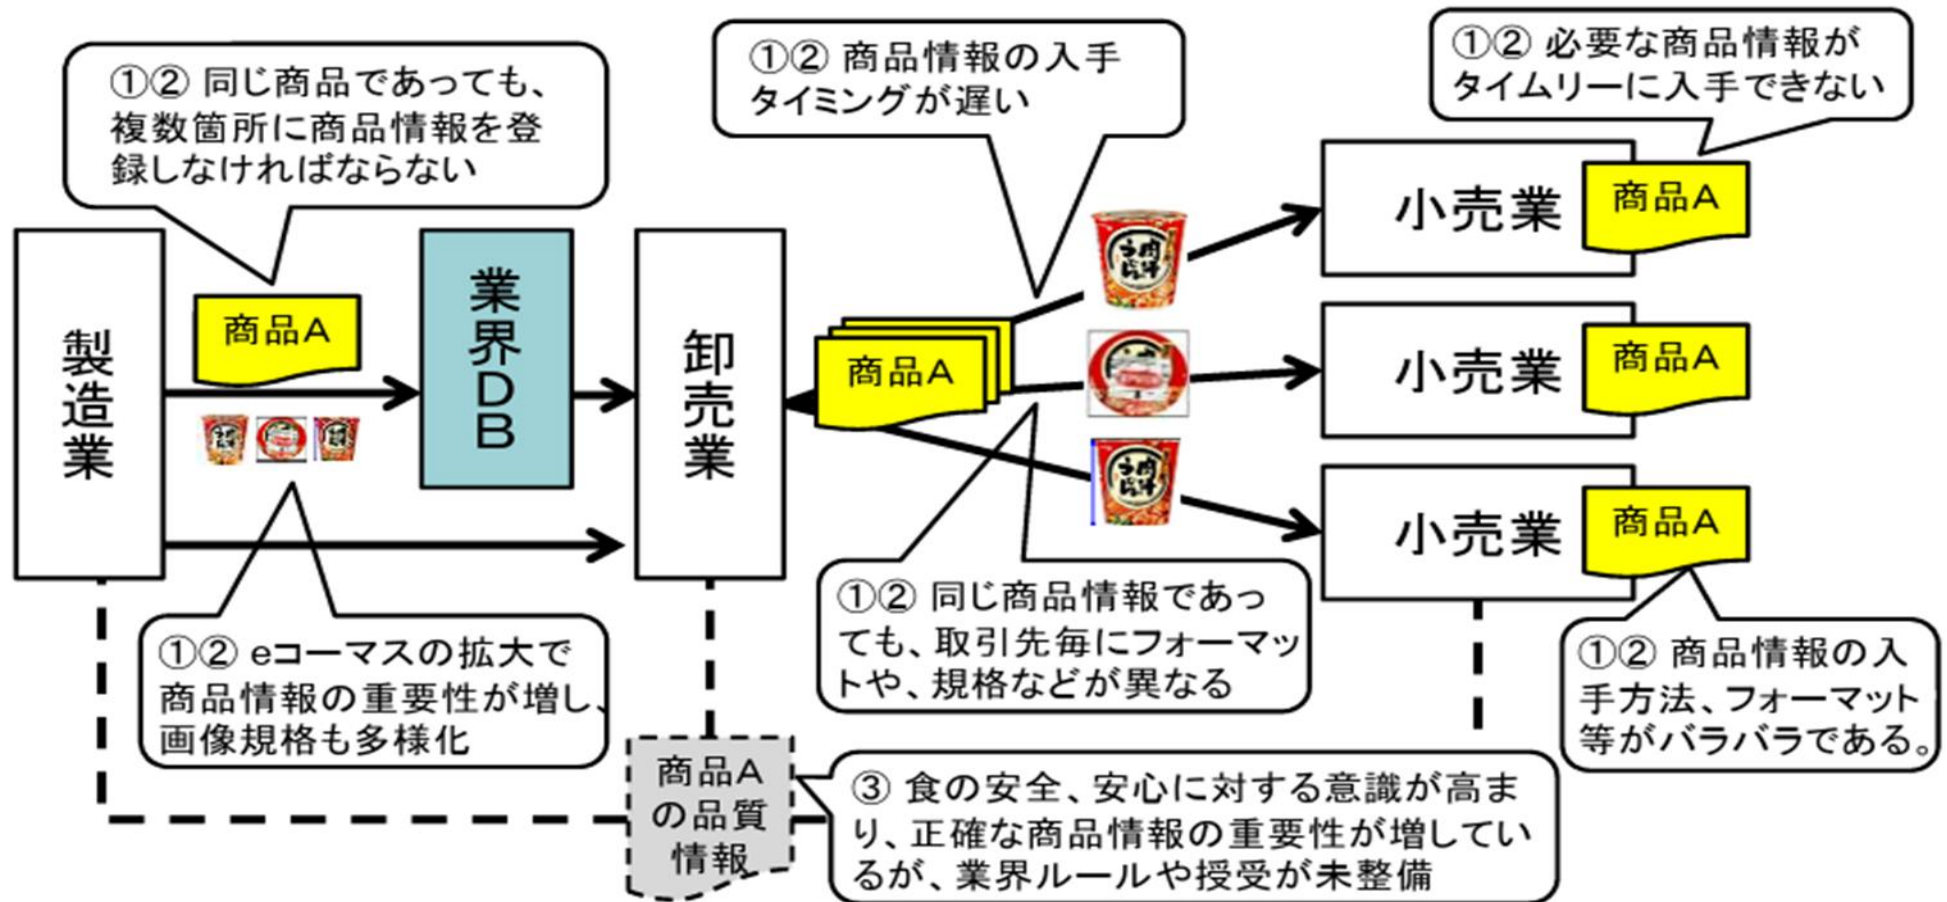 ①② 同じ商品であっても、
複数箇所に商品情報を登
録しなければならない
①② 商品情報の入手
タイミングが遅い
①② 必要な商品情報が
タイムリーに入手できない
製造業
商品A
業界DB
卸売業
商品A
小売業
商品A
小売業
商品A
小売業
商品A
①② eコーマスの拡大で
商品情報の重要性が増し、
画像規格も多様化
①② 同じ商品情報であっ
ても、取引先毎にフォーマッ
トや、規格などが異なる
①② 商品情報の入
手方法、フォーマット
等がバラバラである。
商品A
の品質
情報
③ 食の安全、安心に対する意識が高ま
り、正確な商品情報の重要性が増してい
るが、業界ルールや授受が未整備